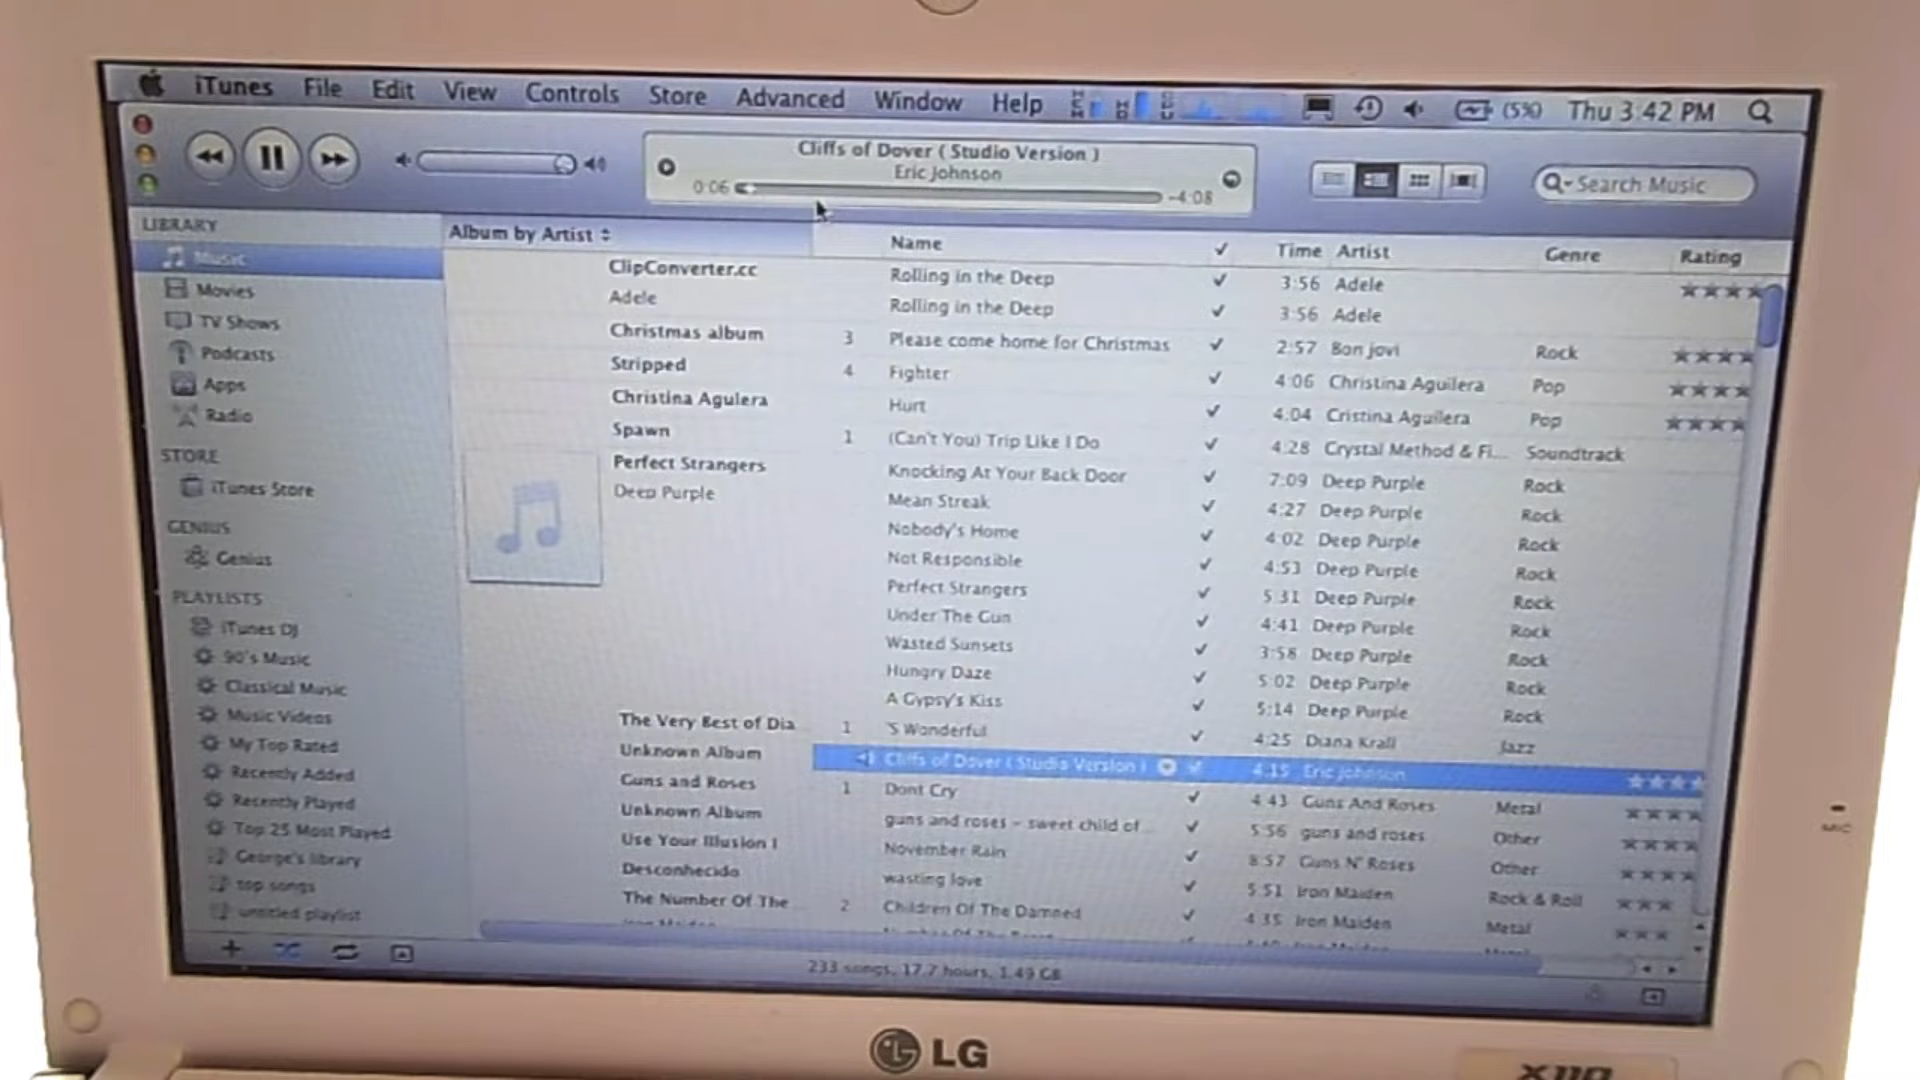 iTunes File Edit View Controls Store Advanced Window Help (5%) Thu 3:42 PM
Cliffs of Dover ( Studio Version )
Eric Johnson
0:06 -4:08
Search Music
LIBRARY
Music
Movies
TV Shows
Podcasts
Apps
Radio
STORE
iTunes Store
GENIUS
Genius
PLAYLISTS
iTunes DJ
90's Music
Classical Music
Music Videos
My Top Rated
Recently Added
Recently Played
Top 25 Most Played
George's library
top songs
untitled playlist
Album by Artist Name Time Artist Genre Rating
ClipConverter.cc Rolling in the Deep 3:56 Adele
Adele Rolling in the Deep 3:56 Adele
Christmas album 3 Please come home for Christmas 2:57 Bon Jovi Rock
Stripped 4 Fighter 4:06 Christina Aguilera Pop
Christina Agulera Hurt 4:04 Cristina Aguilera Pop
Spawn 1 (Can't You) Trip Like I Do 4:28 Crystal Method & Fi... Soundtrack
Perfect Strangers Knocking At Your Back Door 7:09 Deep Purple Rock
Deep Purple Mean Streak 4:27 Deep Purple Rock
Nobody's Home 4:02 Deep Purple Rock
Not Responsible 4:53 Deep Purple Rock
Perfect Strangers 5:31 Deep Purple Rock
Under The Gun 4:41 Deep Purple Rock
Wasted Sunsets 3:58 Deep Purple Rock
Hungry Daze 5:02 Deep Purple Rock
A Gypsy's Kiss 5:14 Deep Purple Rock
The Very Best of Dia 1 'S Wonderful 4:25 Diana Krall Jazz
Unknown Album Cliffs of Dover ( Studio Version ) 4:15 Eric Johnson
Guns and Roses 1 Dont Cry 4:43 Guns And Roses Metal
Unknown Album guns and roses - sweet child of... 5:56 guns and roses Other
Use Your Illusion I November Rain 8:57 Guns N' Roses Other
Desconhecido wasting love 5:51 Iron Maiden Rock & Roll
The Number Of The 2 Children Of The Damned 4:35 Iron Maiden Metal
233 songs, 17.7 hours, 1.49 GB
MIC
LG
X110